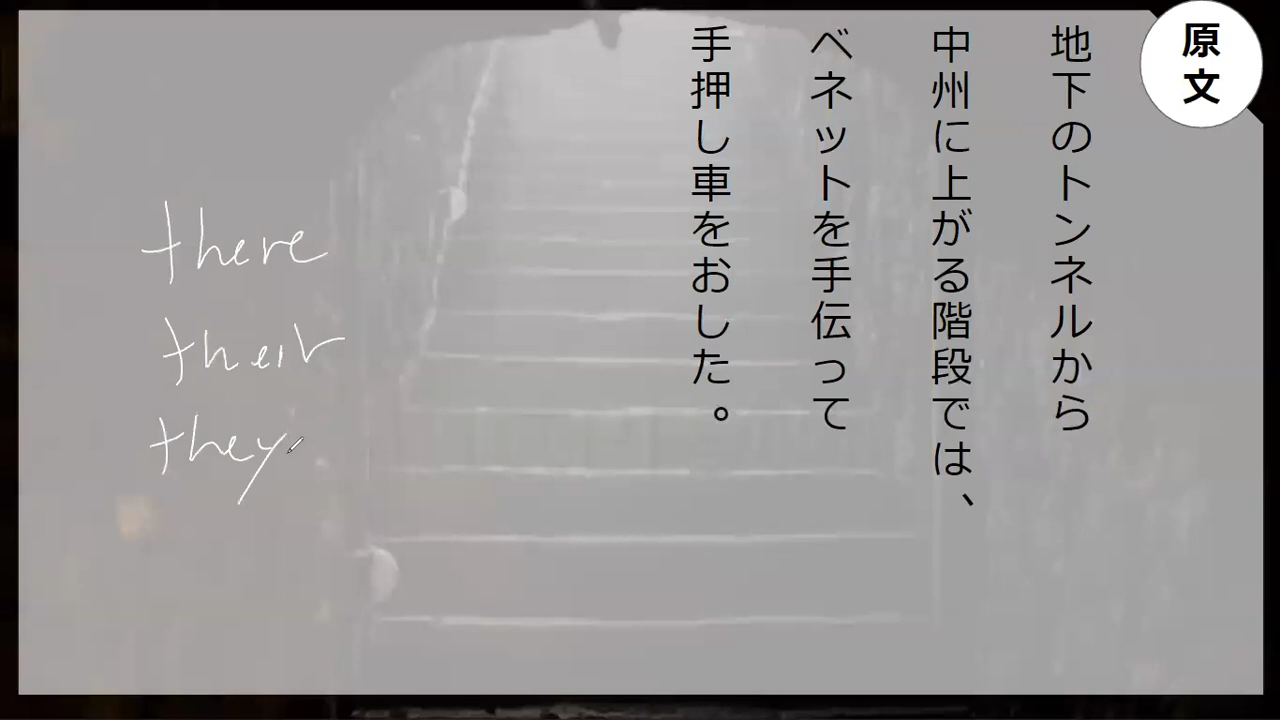 原文
地下のトンネルから
中州に上がる階段では、
ベネットを手伝って
手押し車をおした。
there
their
they